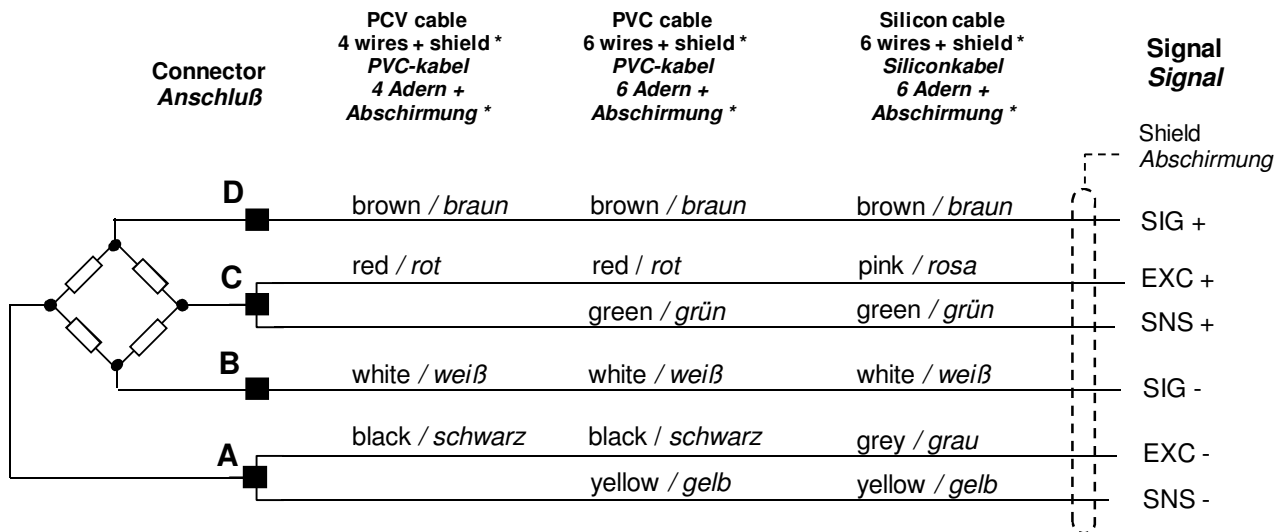 Connector
Anschluß
PCV cable
4 wires + shield *
PVC-kabel
4 Adern +
Abschirmung *
PVC cable
6 wires + shield *
PVC-kabel
6 Adern +
Abschirmung *
Silicon cable
6 wires + shield *
Siliconkabel
6 Adern +
Abschirmung *
Signal
Signal
Shield
Abschirmung
D
brown / braun
brown / braun
brown / braun
SIG +
C
red / rot
red / rot
pink / rosa
EXC +
green / grün
green / grün
SNS +
B
white / weiß
white / weiß
white / weiß
SIG -
A
black / schwarz
black / schwarz
grey / grau
EXC -
yellow / gelb
yellow / gelb
SNS -